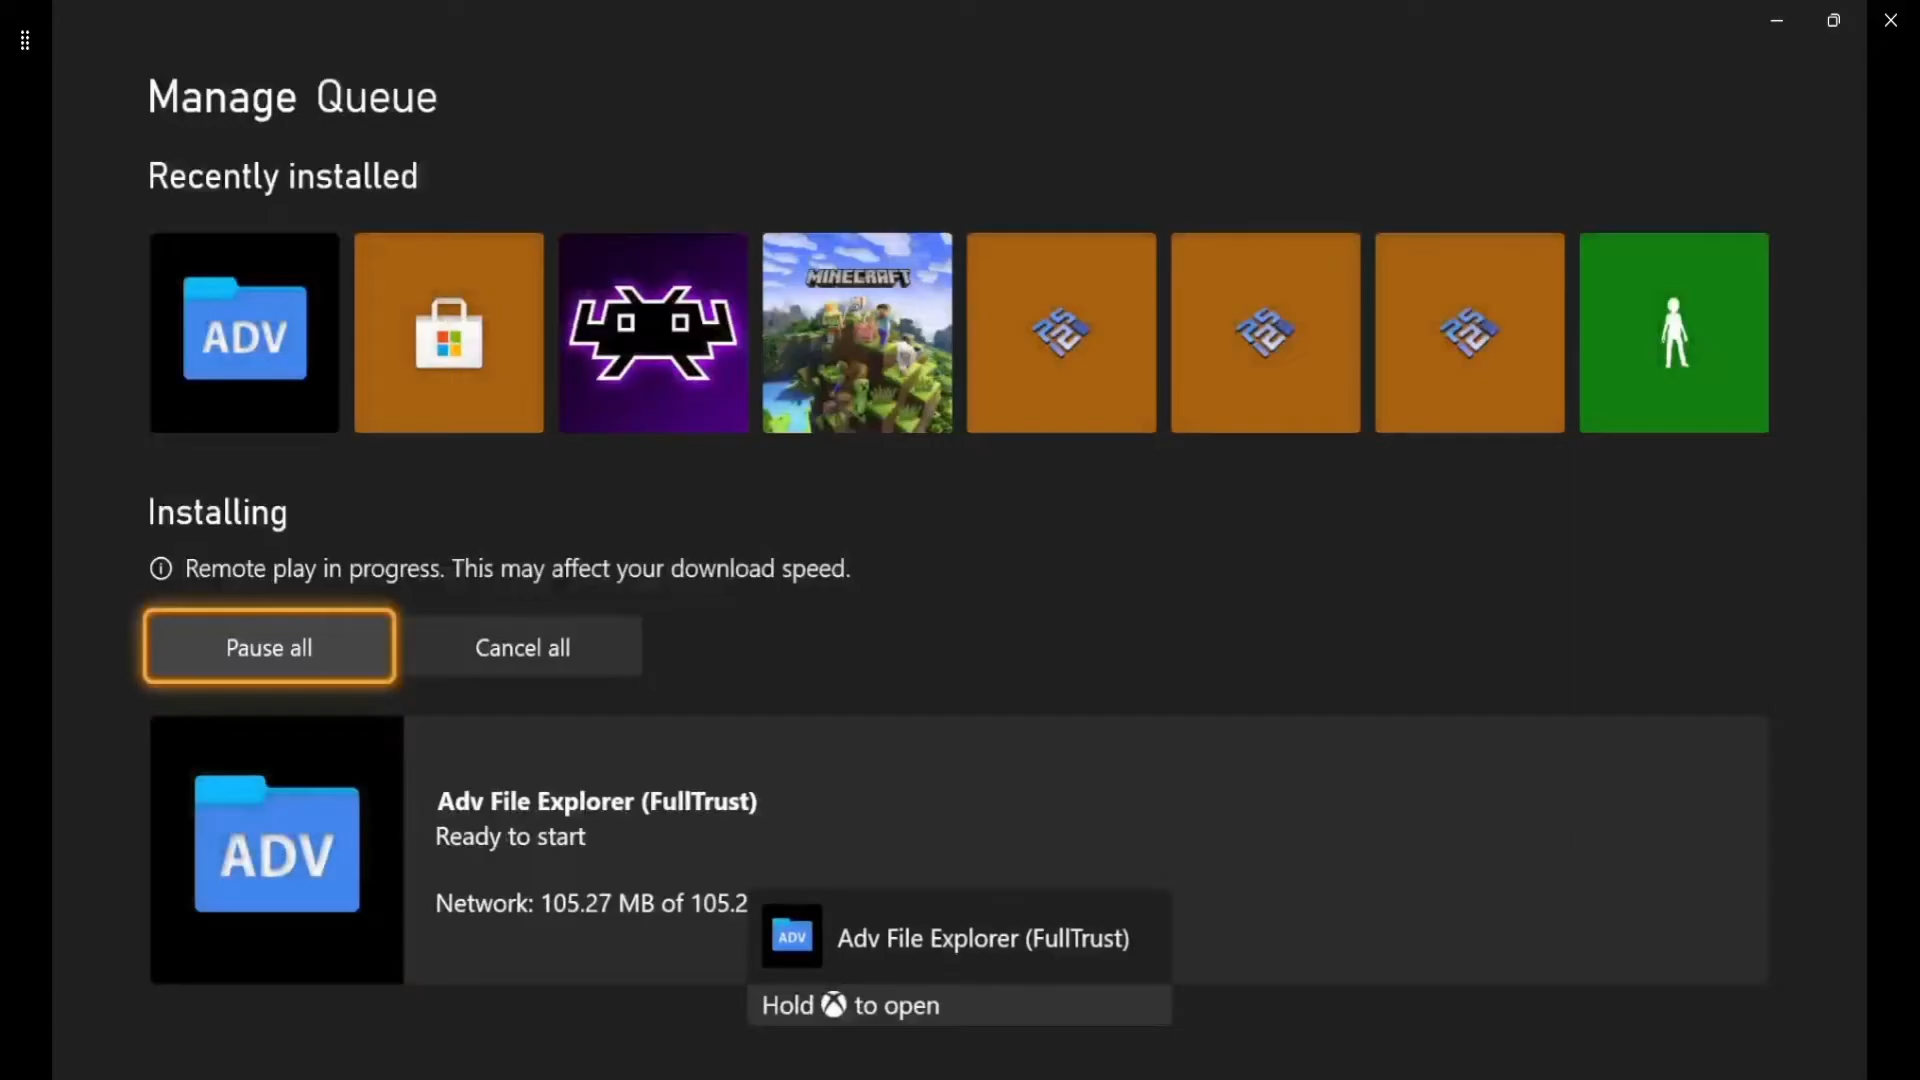 Manage Queue
Recently installed
ADV
MINECRAFT
Installing
Remote play in progress. This may affect your download speed.
Pause all
Cancel all
ADV
Adv File Explorer (FullTrust)
Ready to start
Network: 105.27 MB of 105.2
ADV
Adv File Explorer (FullTrust)
Hold to open